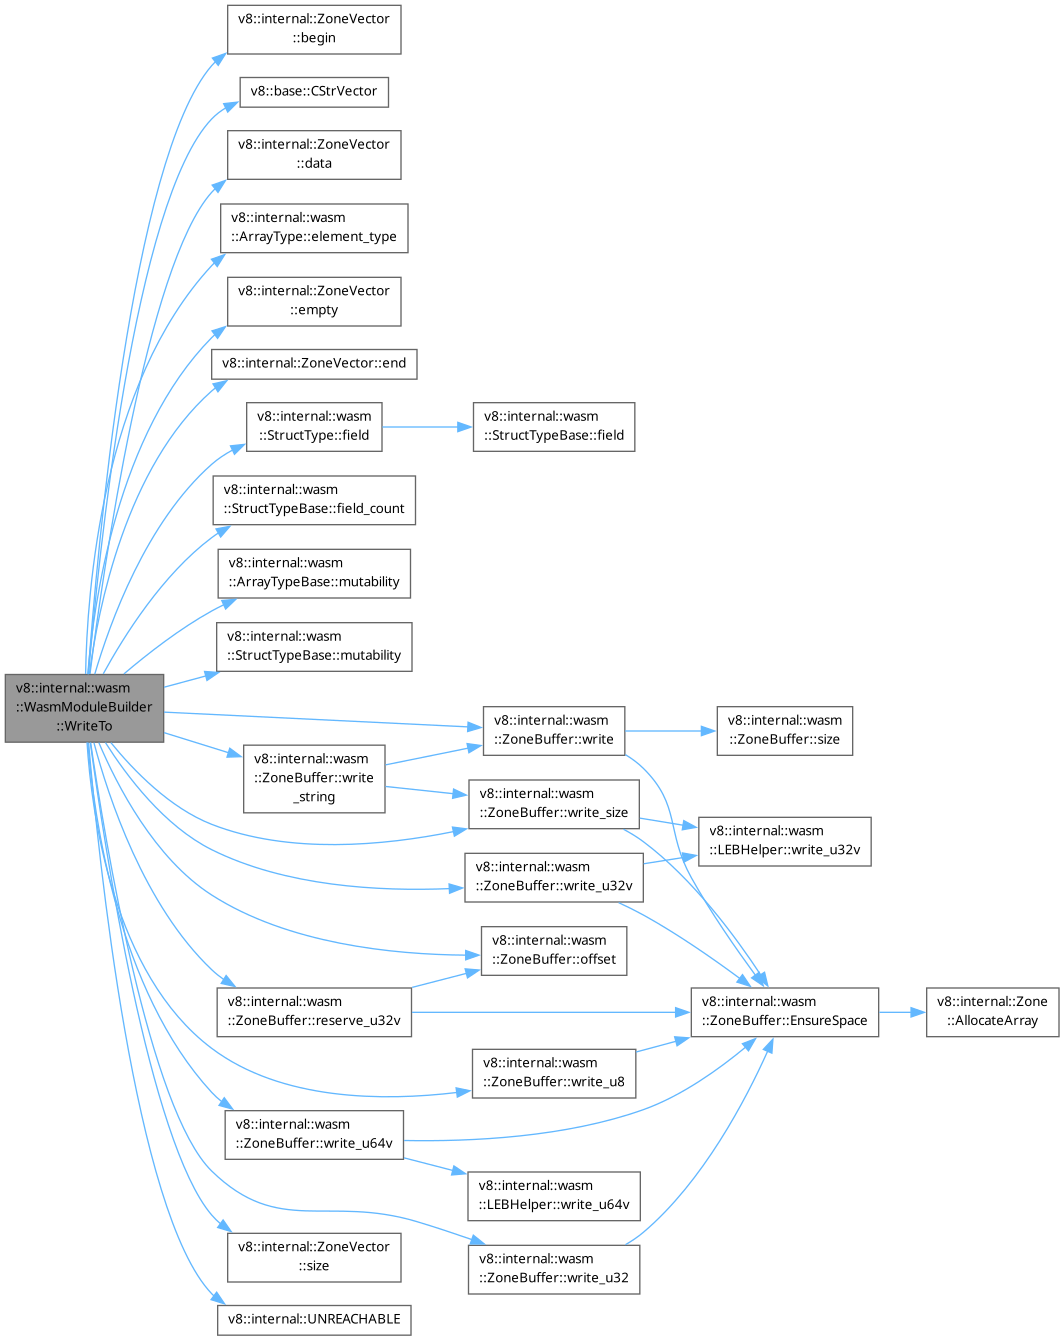 v8::internal::ZoneVector
::begin
v8::base::CStrVector
v8::internal::ZoneVector
::data
v8::internal::wasm
::ArrayType::element_type
v8::internal::ZoneVector
::empty
v8::internal::ZoneVector::end
v8::internal::wasm
::StructType::field
v8::internal::wasm
::StructTypeBase::field
v8::internal::wasm
::StructTypeBase::field_count
v8::internal::wasm
::ArrayTypeBase::mutability
v8::internal::wasm
::StructTypeBase::mutability
v8::internal::wasm
::WasmModuleBuilder
::WriteTo
v8::internal::wasm
::ZoneBuffer::write
v8::internal::wasm
::ZoneBuffer::size
v8::internal::wasm
::ZoneBuffer::write
_string
v8::internal::wasm
::ZoneBuffer::write_size
v8::internal::wasm
::LEBHelper::write_u32v
v8::internal::wasm
::ZoneBuffer::write_u32v
v8::internal::wasm
::ZoneBuffer::offset
v8::internal::wasm
::ZoneBuffer::reserve_u32v
v8::internal::wasm
::ZoneBuffer::EnsureSpace
v8::internal::Zone
::AllocateArray
v8::internal::wasm
::ZoneBuffer::write_u8
v8::internal::wasm
::ZoneBuffer::write_u64v
v8::internal::wasm
::LEBHelper::write_u64v
v8::internal::ZoneVector
::size
v8::internal::wasm
::ZoneBuffer::write_u32
v8::internal::UNREACHABLE